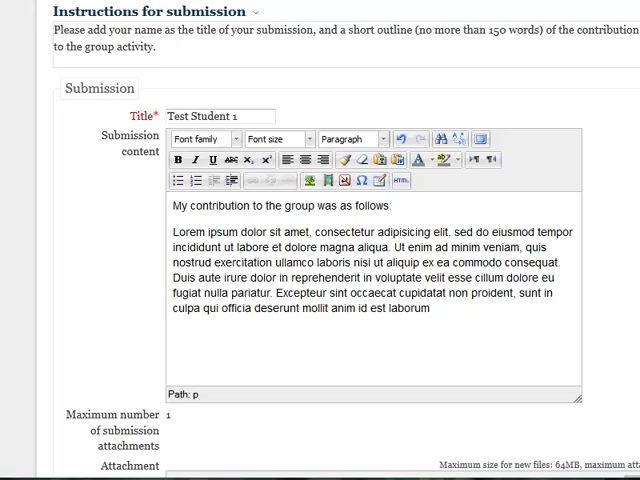 Instructions for submission
Please add your name as the title of your submission, and a short outline (no more than 150 words) of the contribution
to the group activity.
Submission
Title* Test Student 1
Submission
content
Font family Font size Paragraph
B I U ABC X₂ X²
HTML
My contribution to the group was as follows:
Lorem ipsum dolor sit amet, consectetur adipisicing elit, sed do eiusmod tempor
incididunt ut labore et dolore magna aliqua. Ut enim ad minim veniam, quis
nostrud exercitation ullamco laboris nisi ut aliquip ex ea commodo consequat.
Duis aute irure dolor in reprehenderit in voluptate velit esse cillum dolore eu
fugiat nulla pariatur. Excepteur sint occaecat cupidatat non proident, sunt in
culpa qui officia deserunt mollit anim id est laborum
Path: p
Maximum number 1
of submission
attachments
Attachment
Maximum size for new files: 64MB, maximum atta